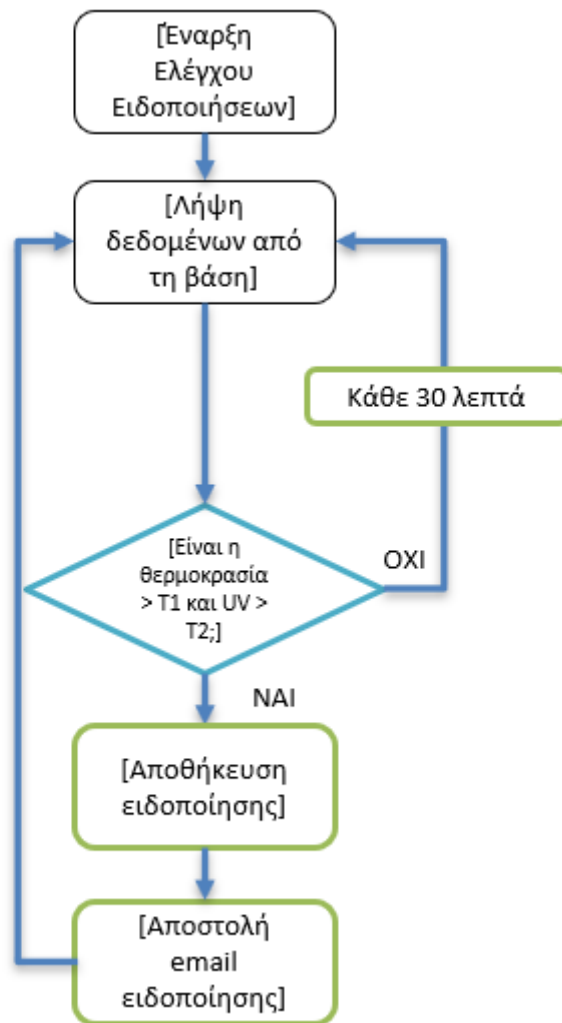 [Έναρξη
Ελέγχου
Ειδοποιήσεων]
[Λήψη
δεδομένων από
τη βάση]
Κάθε 30 λεπτά
[Είναι η
θερμοκρασία
> T1 και UV >
T2;]
ΟΧΙ
ΝΑΙ
[Αποθήκευση
ειδοποίησης]
[Αποστολή
email
ειδοποίησης]